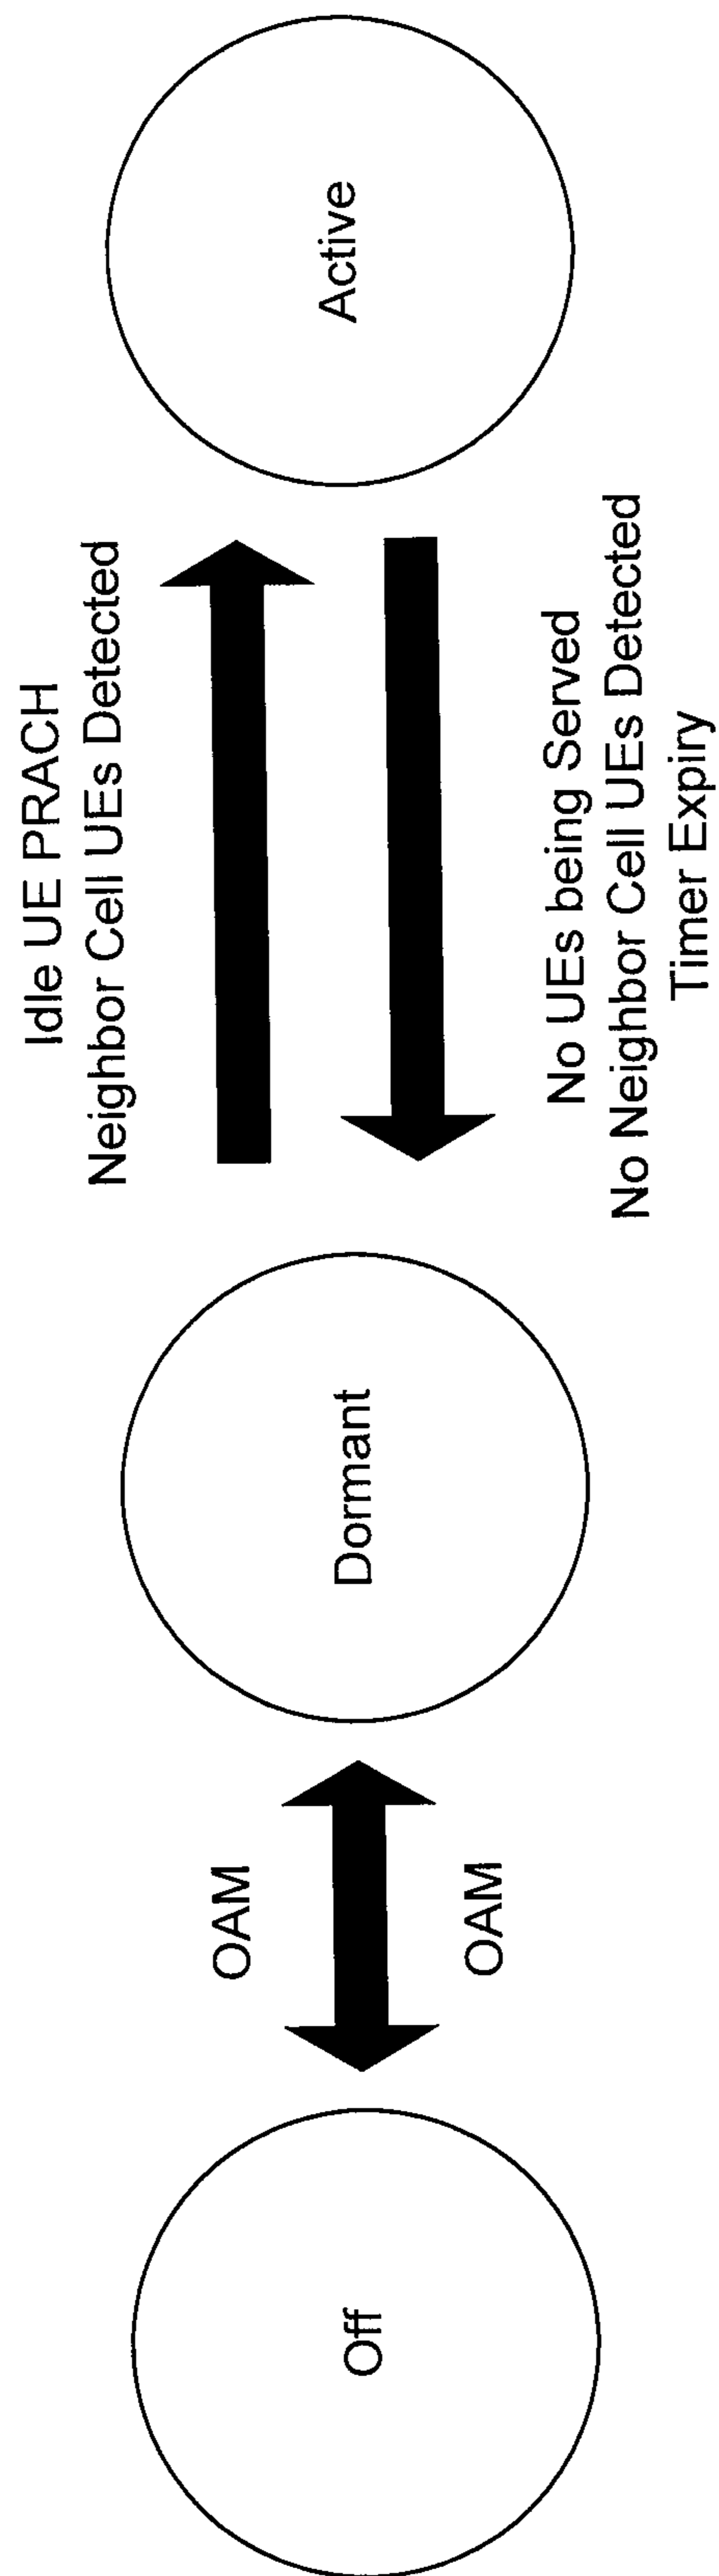 Idle UE PRACH
Neighbor Cell UEs Detected
OAM
Off
Dormant
Active
OAM
No UEs being Served
No Neighbor Cell UEs Detected
Timer Expiry